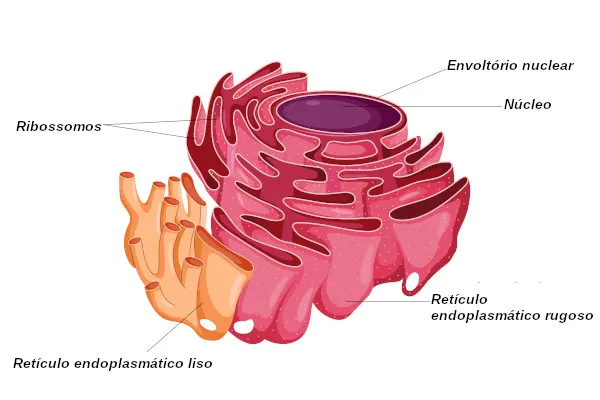 Envoltório nuclear
Núcleo
Ribossomos
Retículo
endoplasmático rugoso
Retículo endoplasmático liso